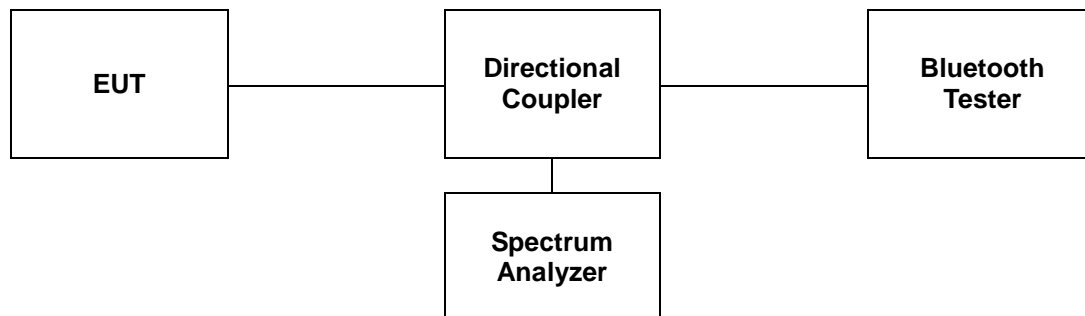 EUT
Directional
Coupler
Bluetooth
Tester
Spectrum
Analyzer